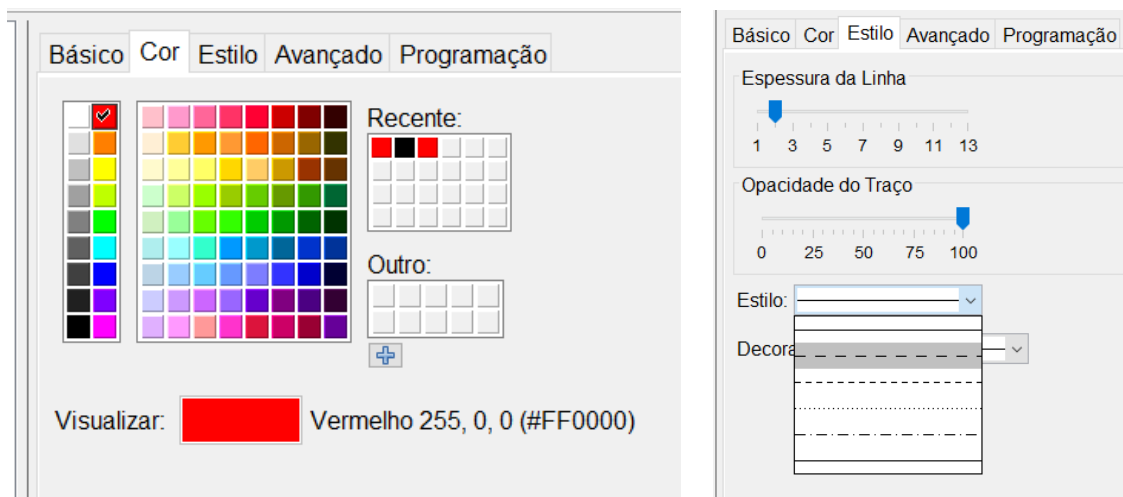 Básico Cor Estilo Avançado Programação
Recente:
Outro:
Visualizar: Vermelho 255, 0, 0 (#FF0000)
Básico Cor Estilo Avançado Programação
Espessura da Linha
1 3 5 7 9 11 13
Opacidade do Traço
0 25 50 75 100
Estilo:
Decora